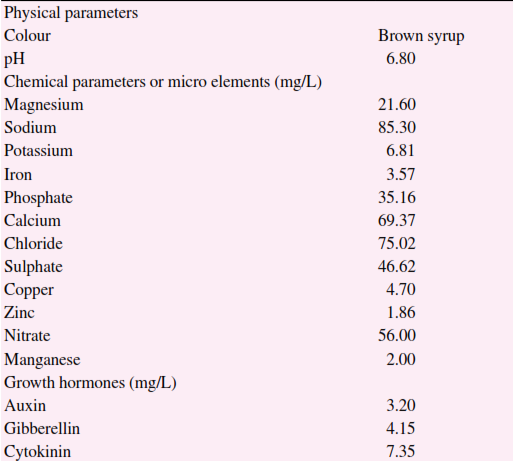 Physical parameters
Colour Brown syrup
pH 6.80
Chemical parameters or micro elements (mg/L)
Magnesium 21.60
Sodium 85.30
Potassium 6.81
Iron 3.57
Phosphate 35.16
Calcium 69.37
Chloride 75.02
Sulphate 46.62
Copper 4.70
Zinc 1.86
Nitrate 56.00
Manganese 2.00
Growth hormones (mg/L)
Auxin 3.20
Gibberellin 4.15
Cytokinin 7.35